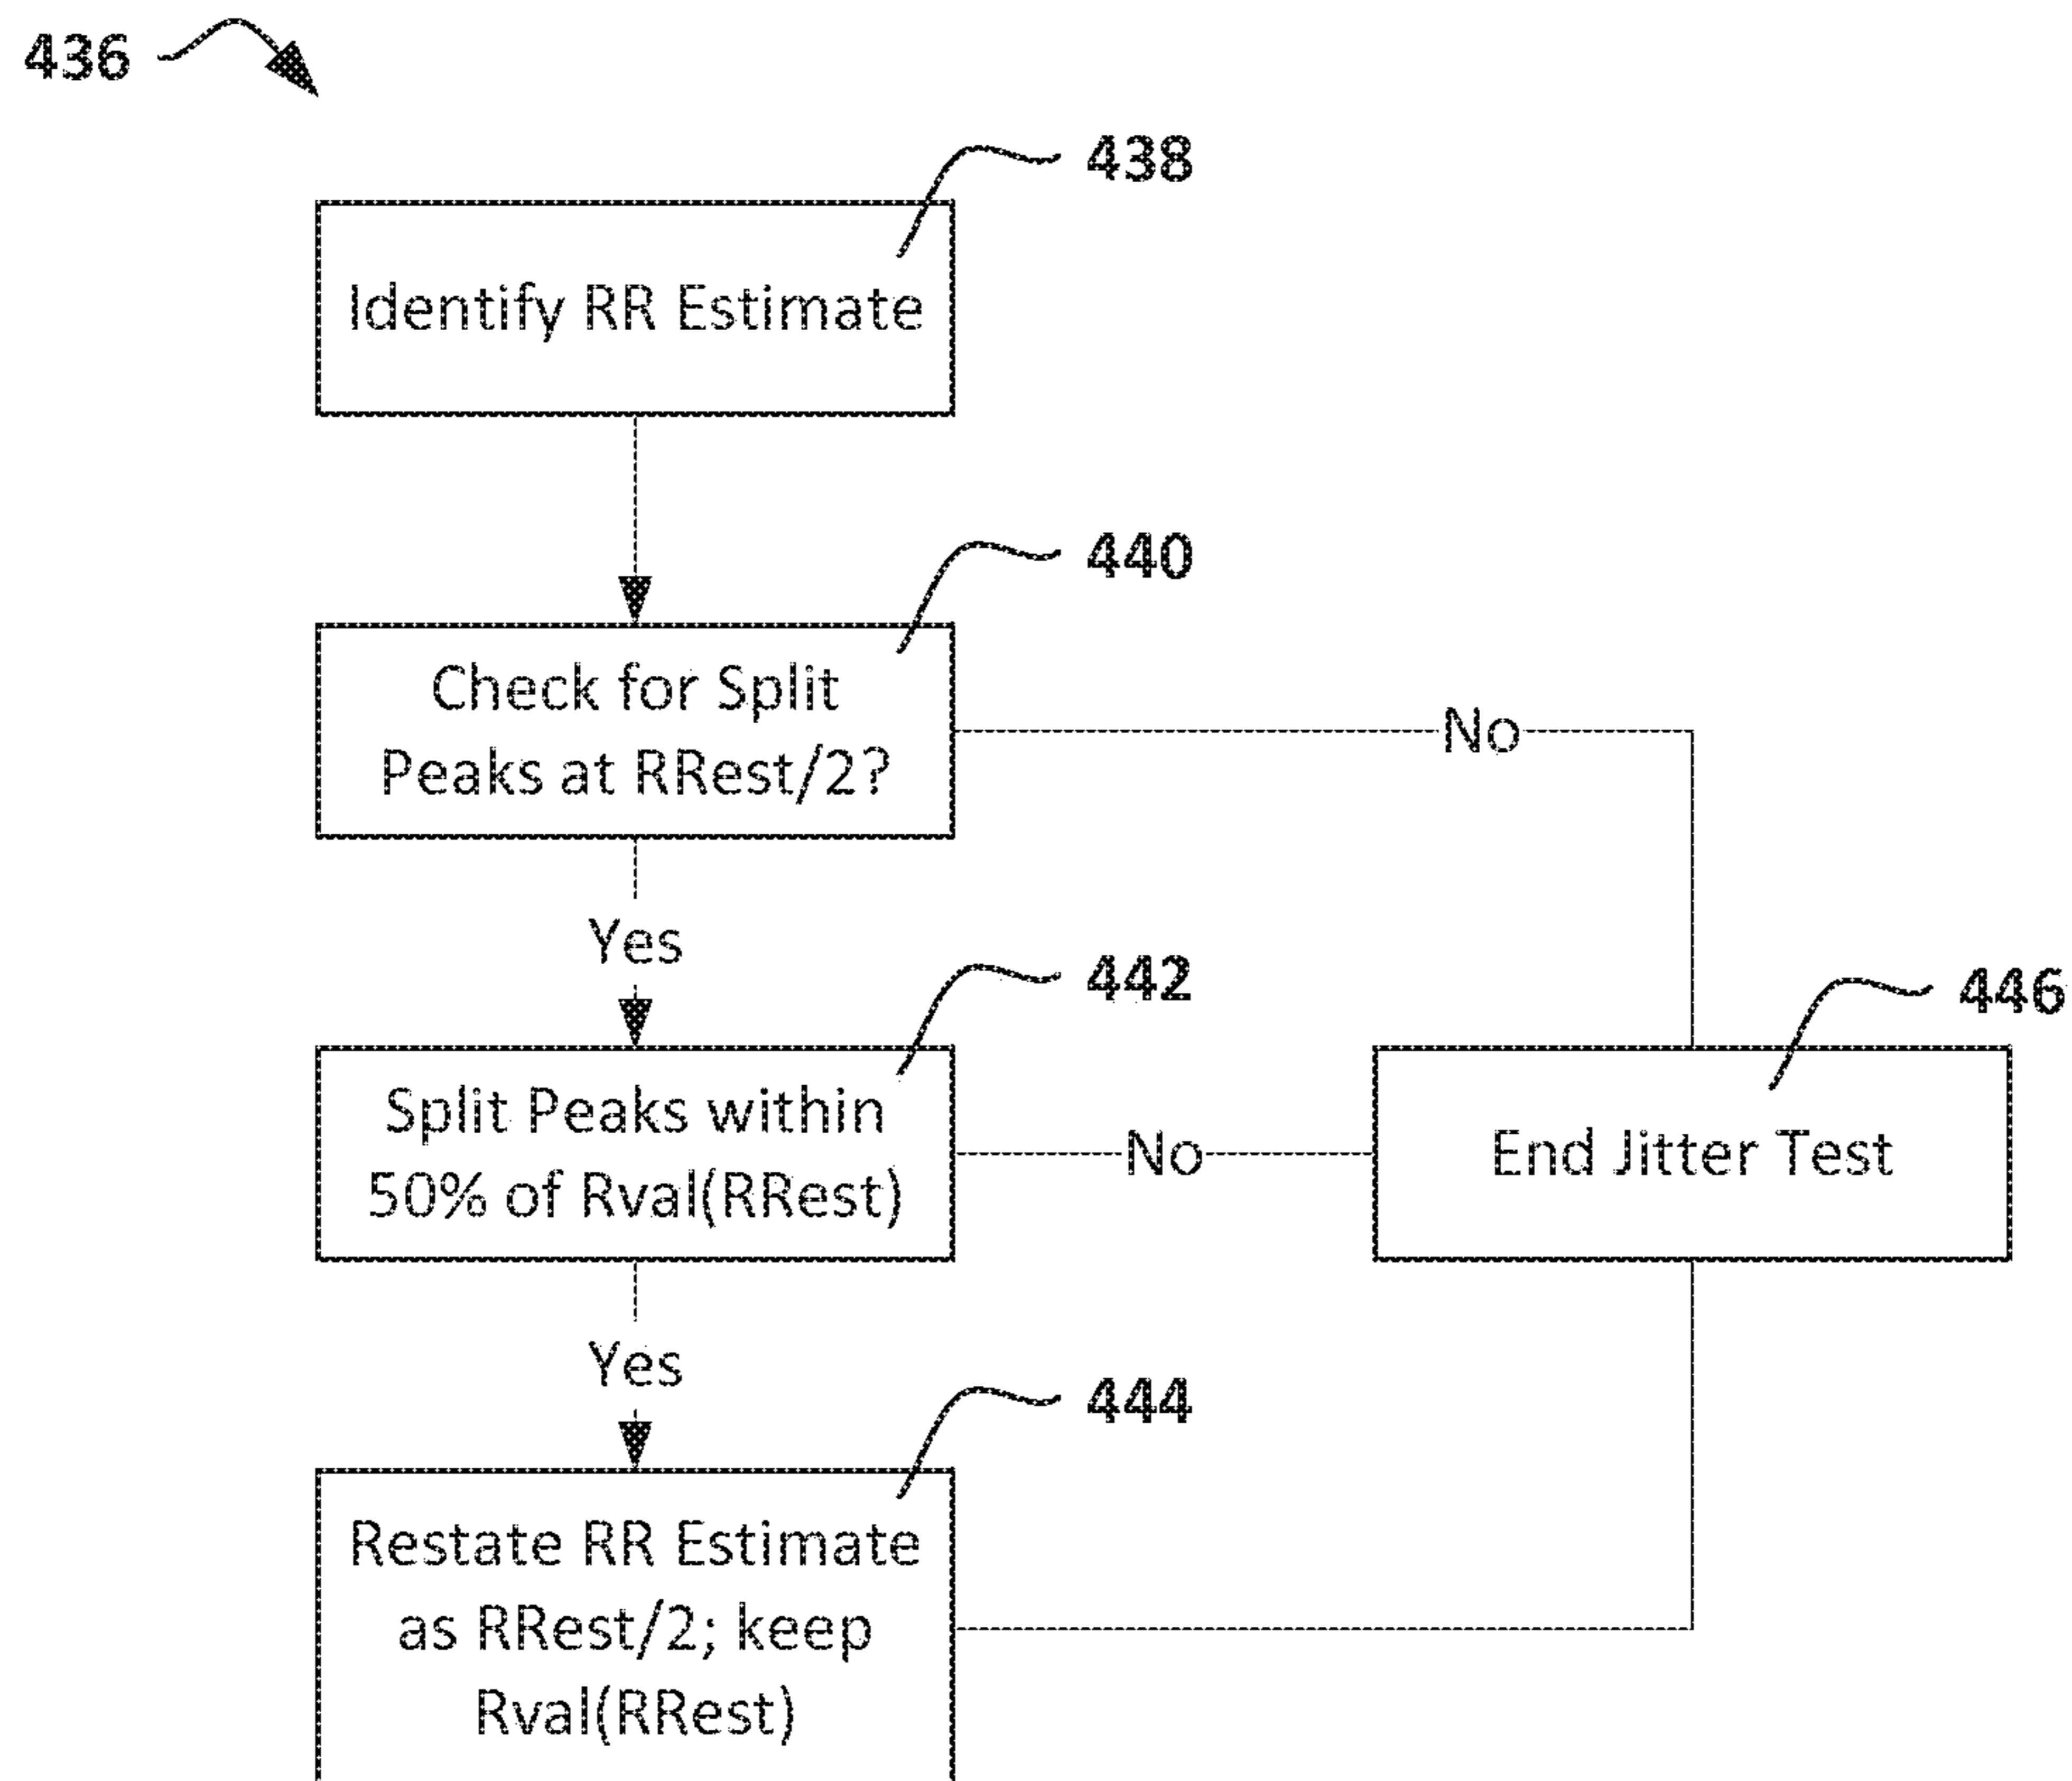 436
438
Identify RR Estimate
440
Check for Split
Peaks at RRest/2?
No
Yes
442
446
Split Peaks within
50% of Rval(RRest)
No
End Jitter Test
Yes
444
Restate RR Estimate
as RRest/2; keep
Rval(RRest)